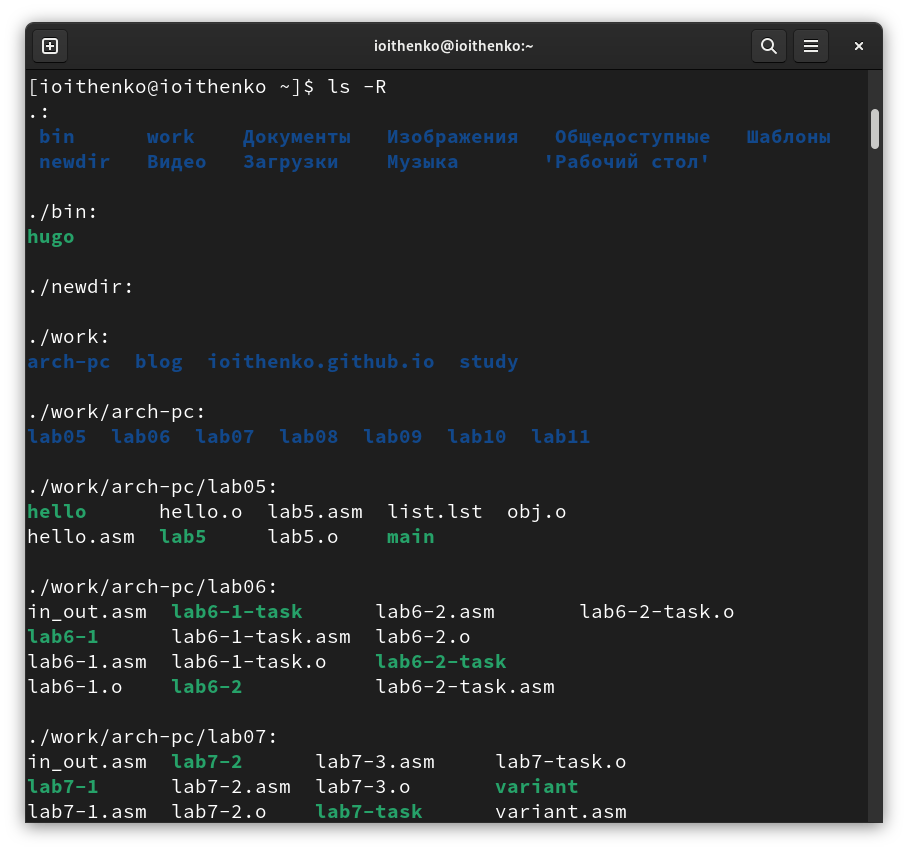 ioithenko@ioithenko:~
[ioithenko@ioithenko ~]$ ls -R
.:
bin work Документы Изображения Общедоступные Шаблоны
newdir Видео Загрузки Музыка 'Рабочий стол'
./bin:
hugo
./newdir:
./work:
arch-pc blog ioithenko.github.io study
./work/arch-pc:
lab05 lab06 lab07 lab08 lab09 lab10 lab11
./work/arch-pc/lab05:
hello hello.o lab5.asm list.lst obj.o
hello.asm lab5 lab5.o main
./work/arch-pc/lab06:
in_out.asm lab6-1-task lab6-2.asm lab6-2-task.o
lab6-1 lab6-1-task.asm lab6-2.o
lab6-1.asm lab6-1-task.o lab6-2-task
lab6-1.o lab6-2 lab6-2-task.asm
./work/arch-pc/lab07:
in_out.asm lab7-2 lab7-3.asm lab7-task.o
lab7-1 lab7-2.asm lab7-3.o variant
lab7-1.asm lab7-2.o lab7-task variant.asm